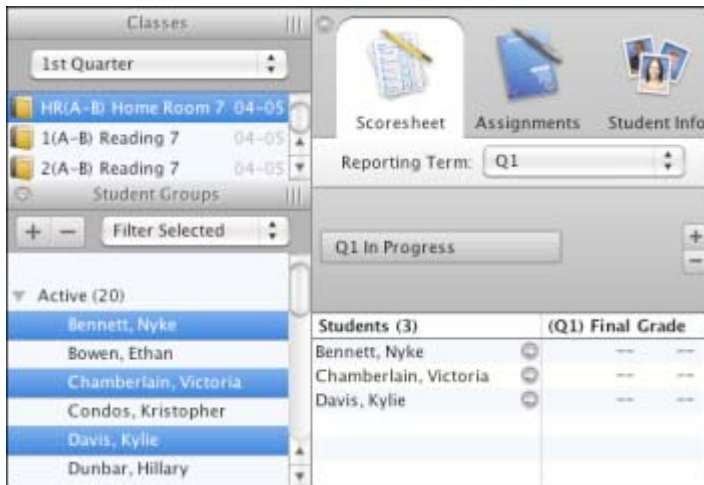 Classes
1st Quarter
HR(A-B) Home Room 7 04-05
1(A-B) Reading 7 04-05
2(A-B) Reading 7 04-05
Student Groups
+ − Filter Selected
Active (20)
Bennett, Nyke
Bowen, Ethan
Chamberlain, Victoria
Condos, Kristopher
Davis, Kylie
Dunbar, Hillary
Scoresheet Assignments Student Info
Reporting Term: Q1
Q1 In Progress
+
−
Students (3) (Q1) Final Grade
Bennett, Nyke -- --
Chamberlain, Victoria -- --
Davis, Kylie -- --